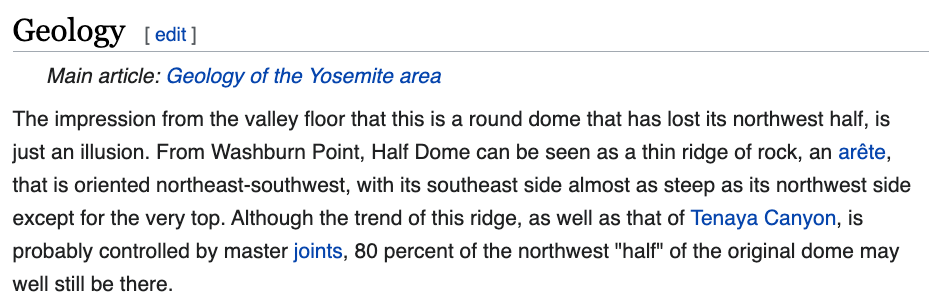 Geology [ edit ]
Main article: Geology of the Yosemite area
The impression from the valley floor that this is a round dome that has lost its northwest half, is
just an illusion. From Washburn Point, Half Dome can be seen as a thin ridge of rock, an arête,
that is oriented northeast-southwest, with its southeast side almost as steep as its northwest side
except for the very top. Although the trend of this ridge, as well as that of Tenaya Canyon, is
probably controlled by master joints, 80 percent of the northwest "half" of the original dome may
well still be there.